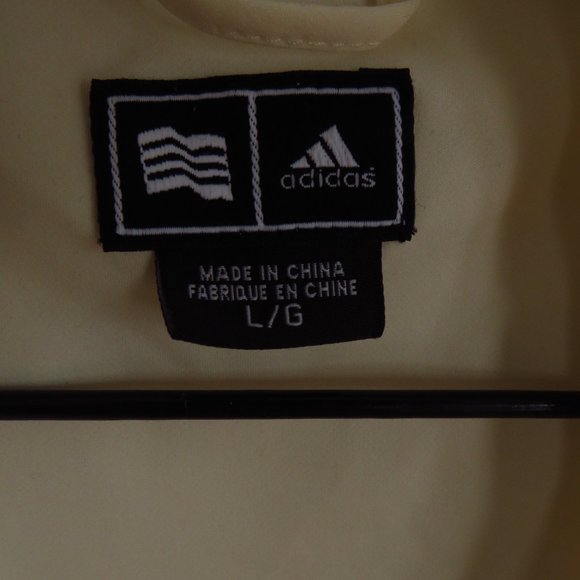 adidas
MADE IN CHINA
FABRIQUE EN CHINE
L/G